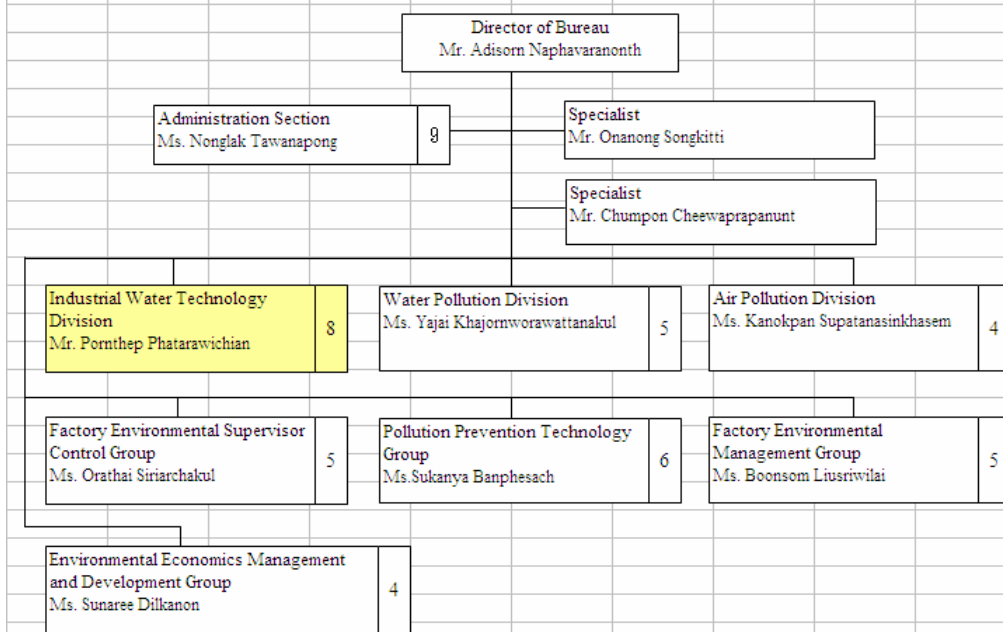 Director of Bureau
Mr. Adisorn Naphavaranonth
Administration Section
Ms. Nonglak Tawanapong
9
Specialist
Mr. Onanong Songkitti
Specialist
Mr. Chumpon Cheewaprapanunt
Industrial Water Technology
Division
Mr. Pornthep Phatarawichian
8
Water Pollution Division
Ms. Yajai Khajornworawattanakul
5
Air Pollution Division
Ms. Kanokpan Supatanasinkhasem
4
Factory Environmental Supervisor
Control Group
Ms. Orathai Siriarchakul
5
Pollution Prevention Technology
Group
Ms.Sukanya Banphesach
6
Factory Environmental
Management Group
Ms. Boonsom Liusriwilai
5
Environmental Economics Management
and Development Group
Ms. Sunaree Dilkanon
4